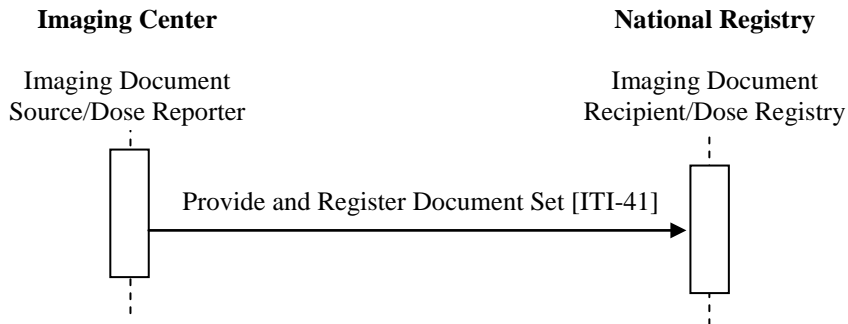 Imaging Center
National Registry
Imaging Document
Source/Dose Reporter
Imaging Document
Recipient/Dose Registry
Provide and Register Document Set [ITI-41]